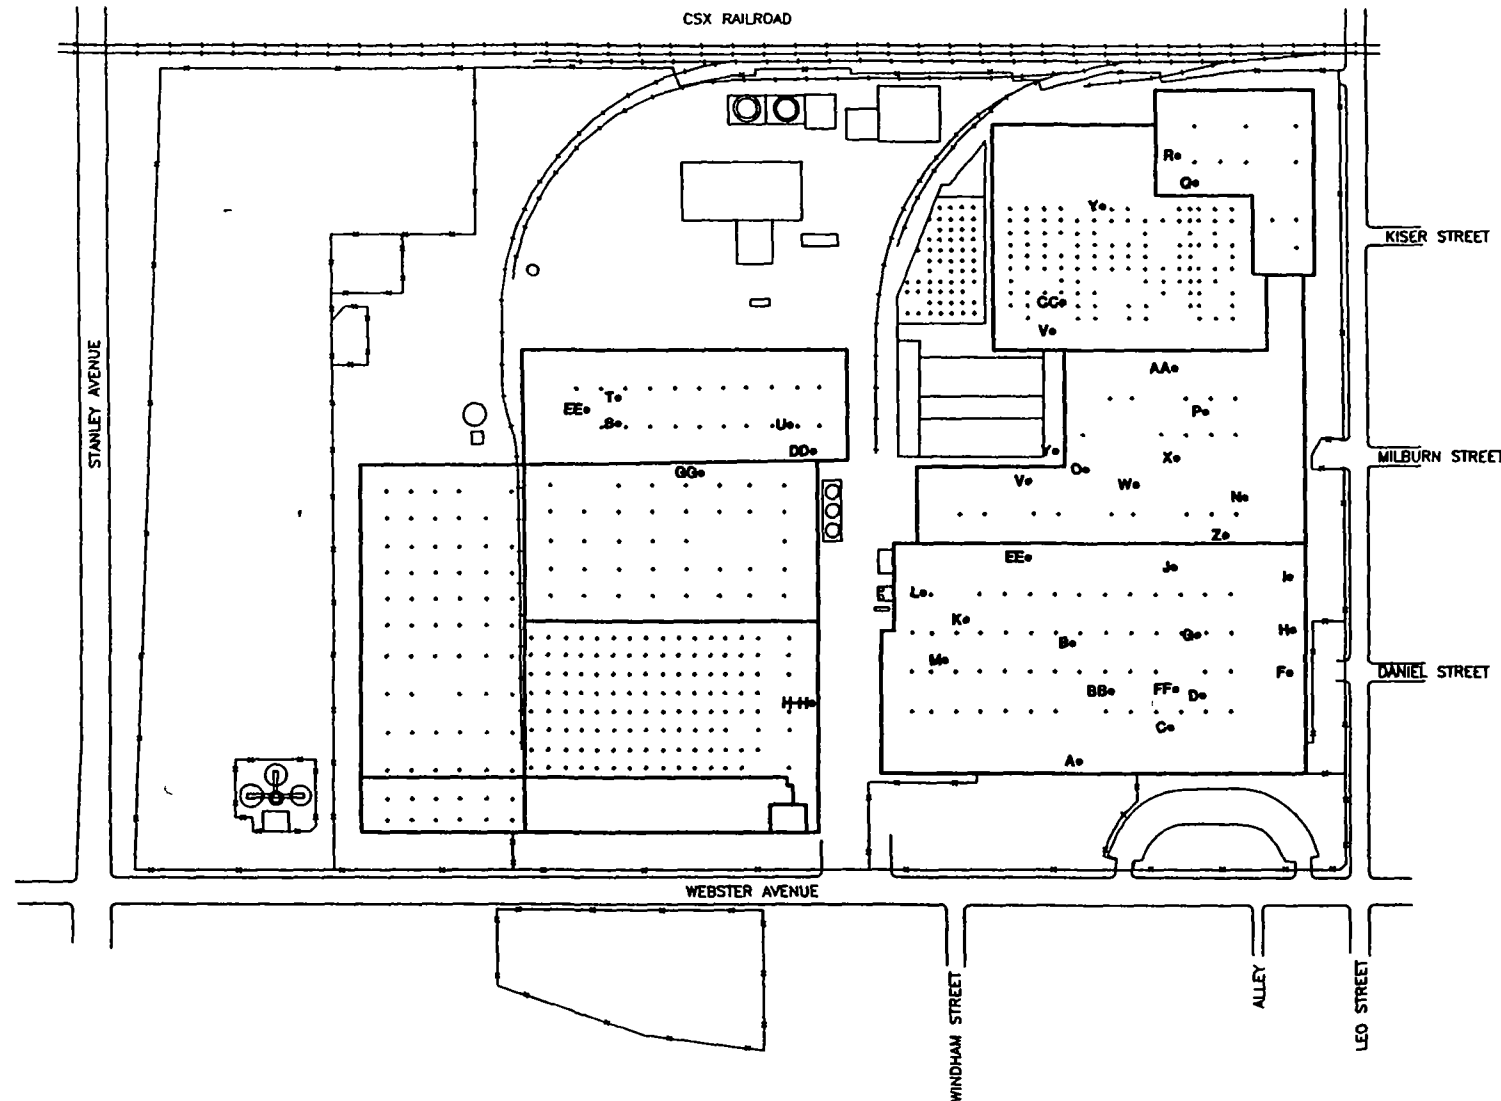 CSX RAILROAD
R
Q
Y
KISER STREET
CC
V
STANLEY AVENUE
AA
T
EE
S
U
P
DD
Y
X
MILBURN STREET
GG
O
V
W
N
Z
EE
J
I
L
K
B
G
H
M
F
DANIEL STREET
BB
FF
D
H-H
C
A
WEBSTER AVENUE
WINDHAM STREET
ALLEY
LEO STREET